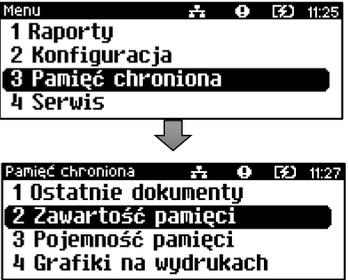 Menu 11:25
1 Raporty
2 Konfiguracja
3 Pamięć chroniona
4 Serwis
Pamięć chroniona 11:27
1 Ostatnie dokumenty
2 Zawartość pamięci
3 Pojemność pamięci
4 Grafiki na wydrukach